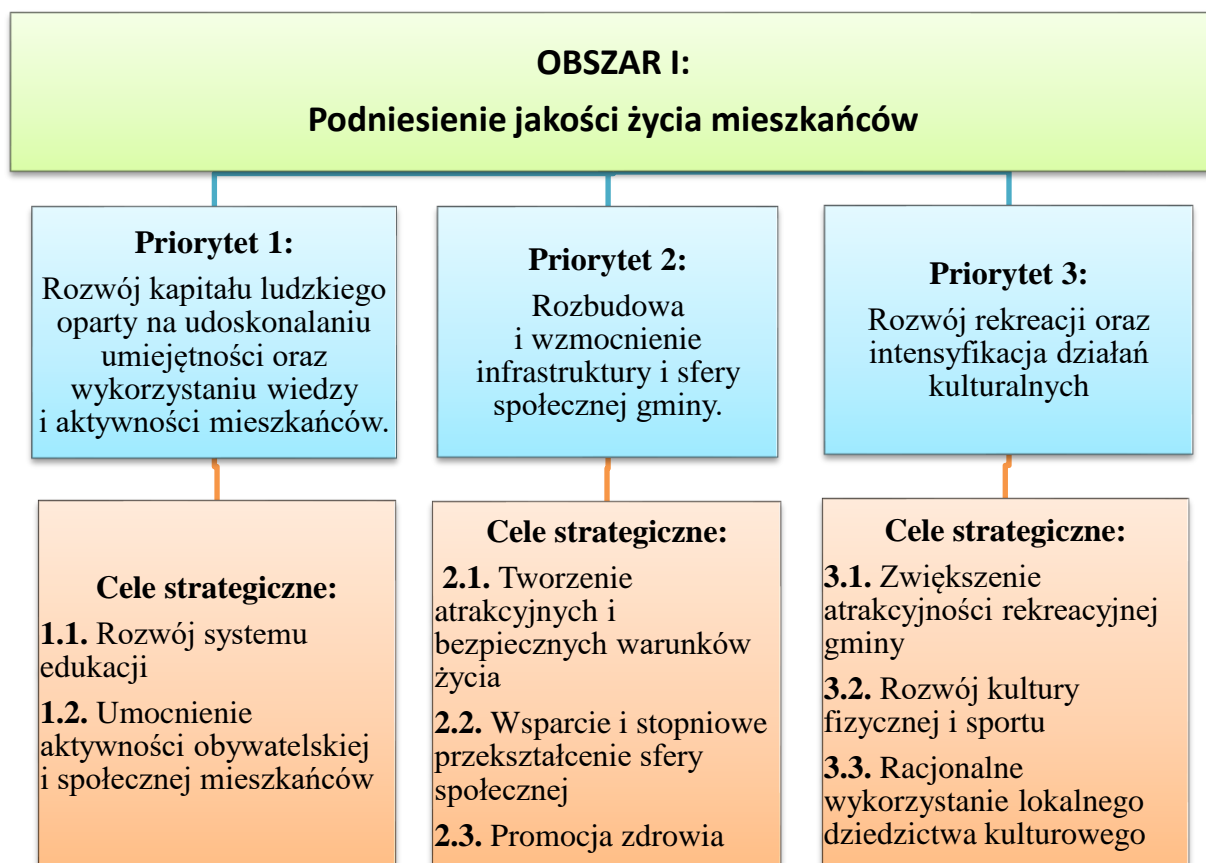 OBSZAR I:
Podniesienie jakości życia mieszkańców
Priorytet 1:
Rozwój kapitału ludzkiego
oparty na udoskonalaniu
umiejętności oraz
wykorzystaniu wiedzy
i aktywności mieszkańców.
Priorytet 2:
Rozbudowa
i wzmocnienie
infrastruktury i sfery
społecznej gminy.
Priorytet 3:
Rozwój rekreacji oraz
intensyfikacja działań
kulturalnych
Cele strategiczne:
1.1. Rozwój systemu
edukacji
1.2. Umocnienie
aktywności obywatelskiej
i społecznej mieszkańców
Cele strategiczne:
2.1. Tworzenie
atrakcyjnych i
bezpiecznych warunków
życia
2.2. Wsparcie i stopniowe
przekształcenie sfery
społecznej
2.3. Promocja zdrowia
Cele strategiczne:
3.1. Zwiększenie
atrakcyjności rekreacyjnej
gminy
3.2. Rozwój kultury
fizycznej i sportu
3.3. Racjonalne
wykorzystanie lokalnego
dziedzictwa kulturowego